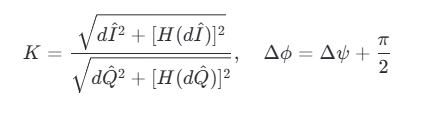 K = \frac{\sqrt{d\hat{I}^2 + [H(d\hat{I})]^2}}{\sqrt{d\hat{Q}^2 + [H(d\hat{Q})]^2}}, \quad \Delta\phi = \Delta\psi + \frac{\pi}{2}